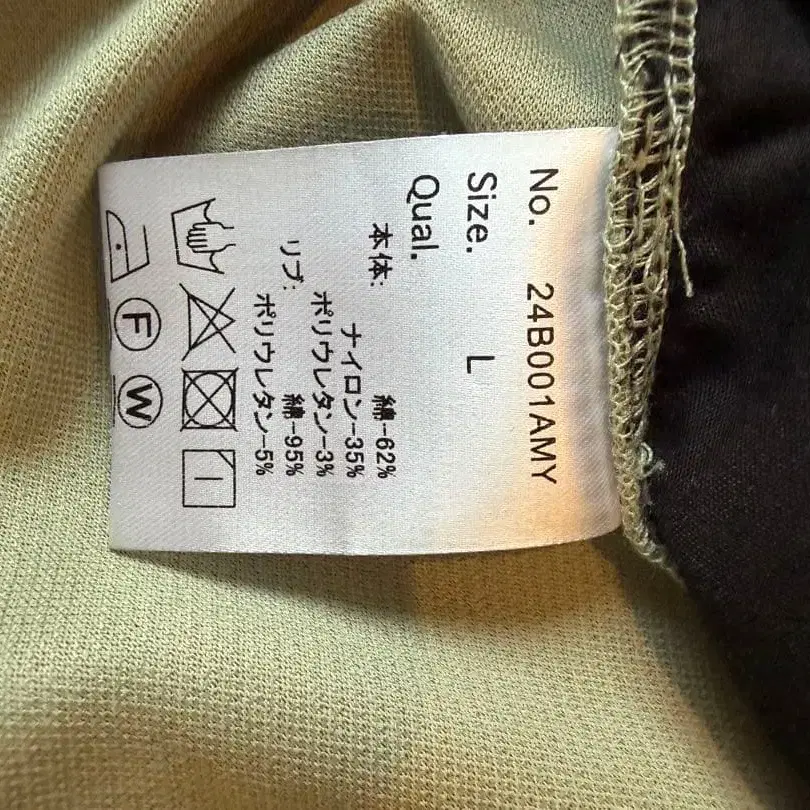 No. 24B001AMY
Size. L
Qual.
本体: 綿-62%
ナイロン-35%
ポリウレタン-3%
リブ: 綿-95%
ポリウレタン-5%
F W